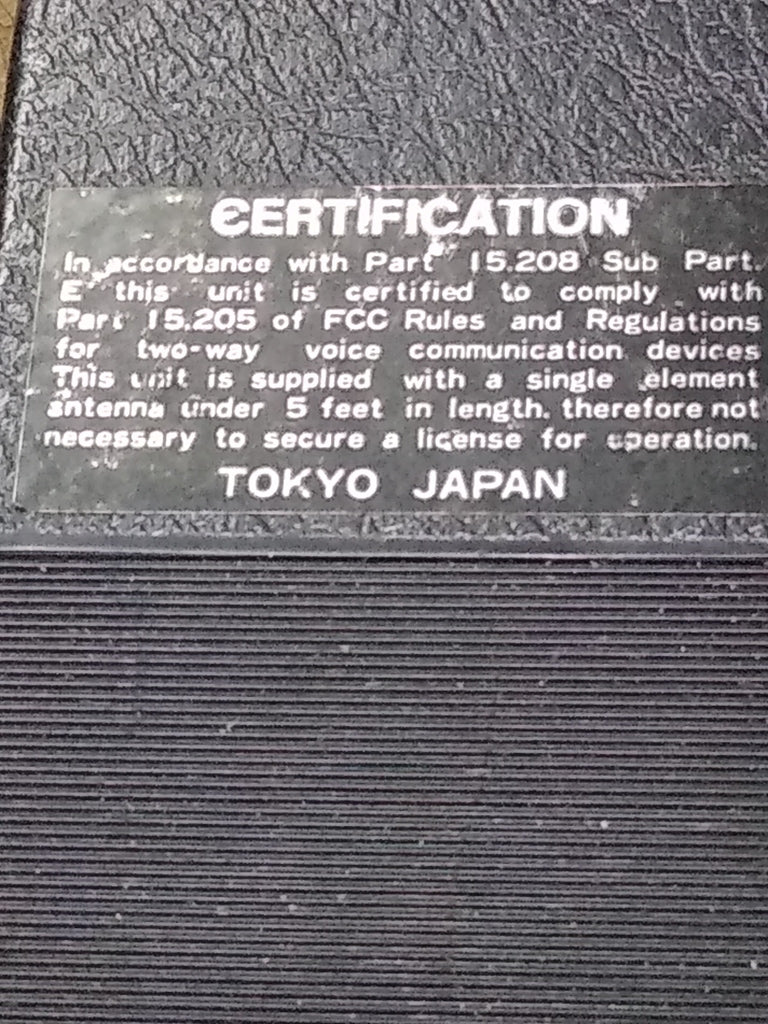 CERTIFICATION
In accordance with Part 15.208 Sub Part.
E this unit is certified to comply with
Part 15.205 of FCC Rules and Regulations
for two-way voice communication devices
This unit is supplied with a single element
antenna under 5 feet in length. therefore not
necessary to secure a license for operation.
TOKYO JAPAN